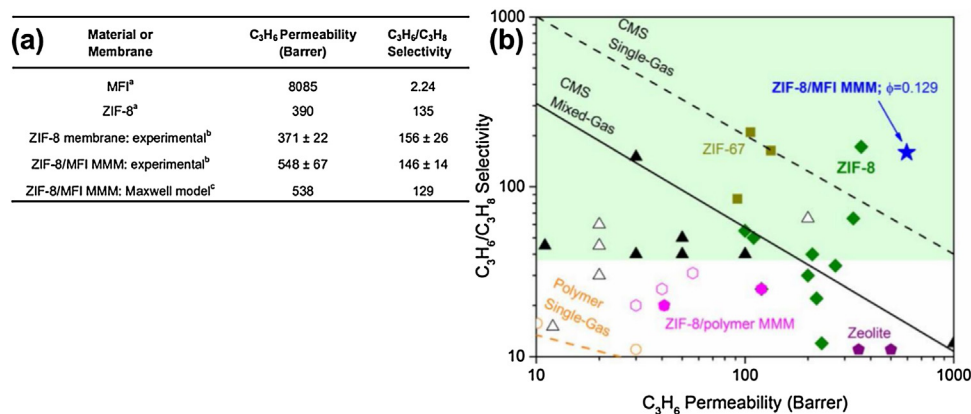 (a)
Material or Membrane C₃H₆ Permeability (Barrer) C₃H₆/C₃H₈ Selectivity
MFIᵃ 8085 2.24
ZIF-8ᵃ 390 135
ZIF-8 membrane: experimentalᵇ 371 ± 22 156 ± 26
ZIF-8/MFI MMM: experimentalᵇ 548 ± 67 146 ± 14
ZIF-8/MFI MMM: Maxwell modelᶜ 538 129
(b)
C₃H₆/C₃H₈ Selectivity
1000
100
10
CMS
Single-Gas
CMS
Mixed-Gas
ZIF-8/MFI MMM; ϕ=0.129
ZIF-67
ZIF-8
Polymer
Single-Gas
ZIF-8/polymer MMM
Zeolite
10 100 1000
C₃H₆ Permeability (Barrer)